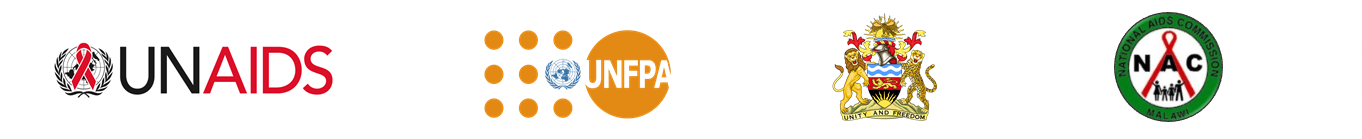 UNAIDS
UNFPA
UNITY AND FREEDOM
NATIONAL AIDS COMMISSION
NAC
MALAWI